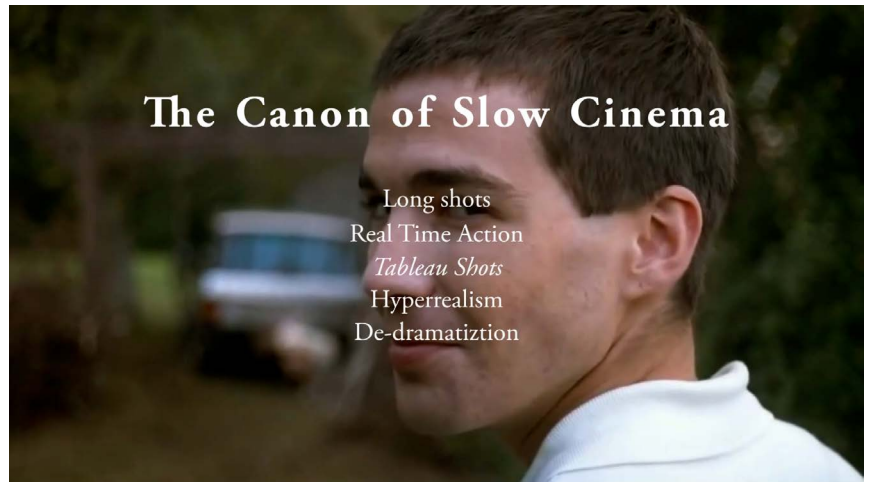 The Canon of Slow Cinema
Long shots
Real Time Action
Tableau Shots
Hyperrealism
De-dramatiztion